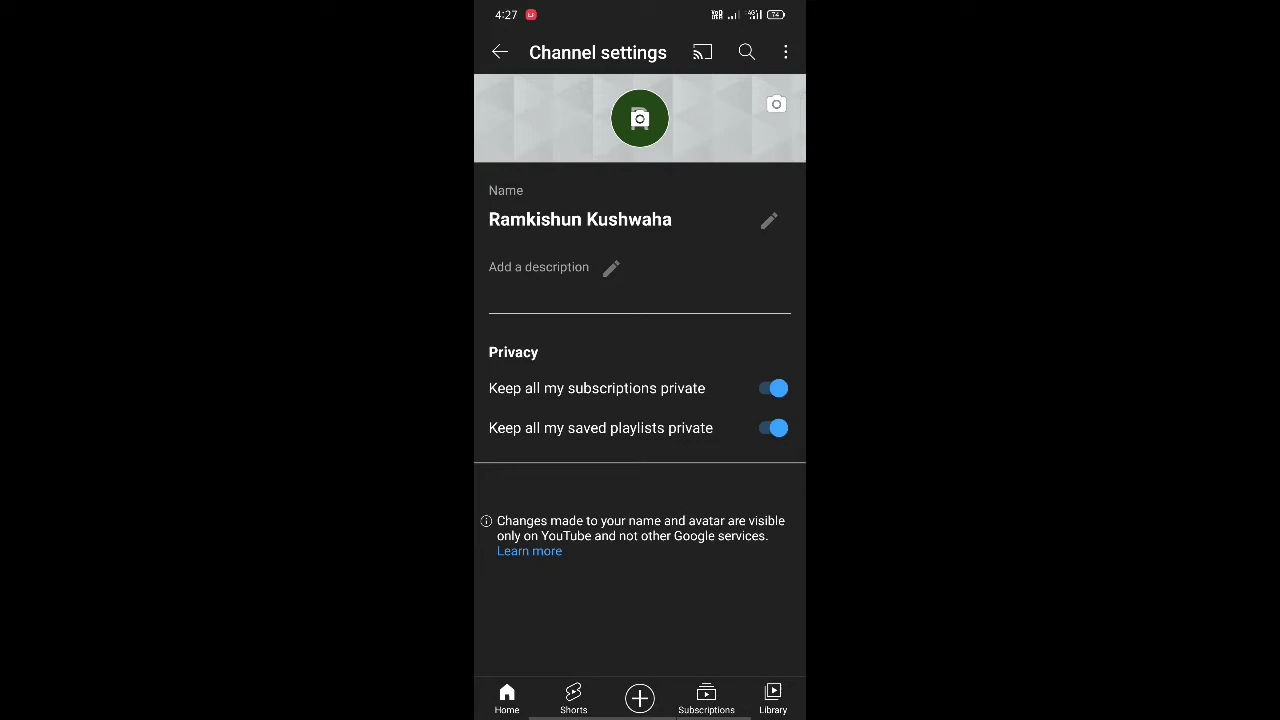 4:27
74
Channel settings
Name
Ramkishun Kushwaha
Add a description
Privacy
Keep all my subscriptions private
Keep all my saved playlists private
Changes made to your name and avatar are visible
only on YouTube and not other Google services.
Learn more
Home Shorts Subscriptions Library